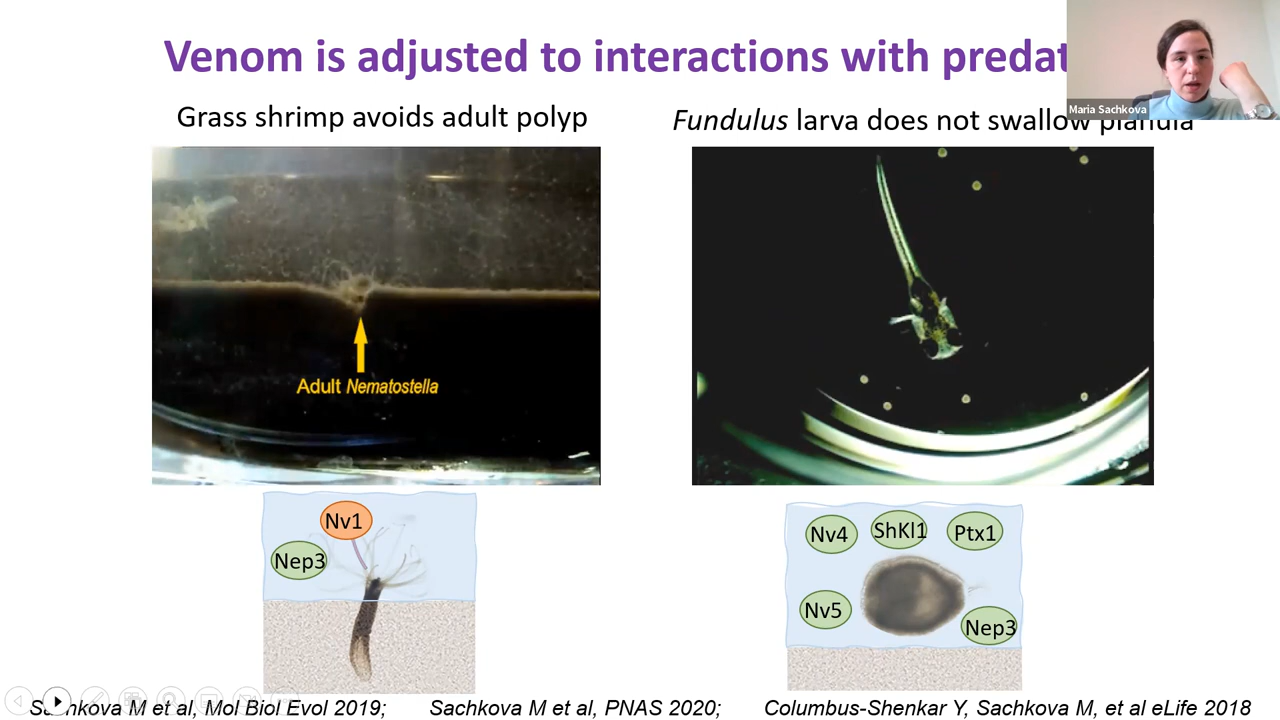 Venom is adjusted to interactions with predat
Maria Sachkova
Grass shrimp avoids adult polyp
Fundulus larva does not swallow planula
Adult Nematostella
Nv1
Nep3
Nv4
ShKl1
Ptx1
Nv5
Nep3
Sachkova M et al, Mol Biol Evol 2019;
Sachkova M et al, PNAS 2020;
Columbus-Shenkar Y, Sachkova M, et al eLife 2018